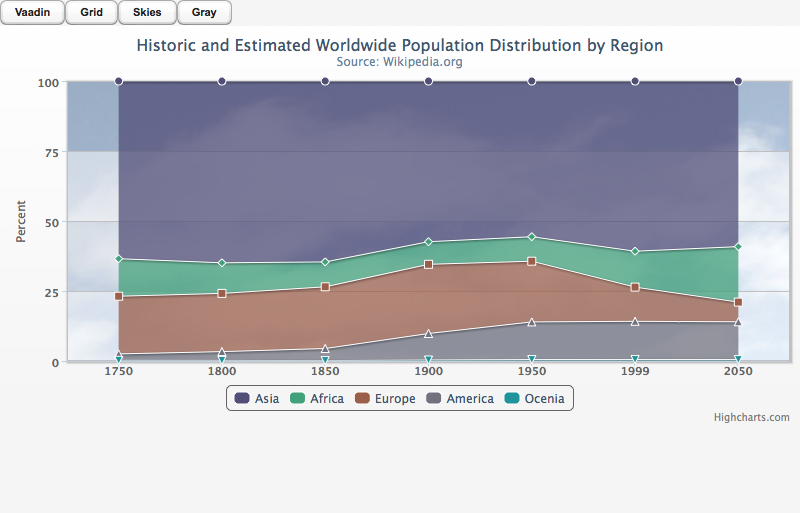 Vaadin Grid Skies Gray
Historic and Estimated Worldwide Population Distribution by Region
Source: Wikipedia.org
Percent
100
75
50
25
0
1750 1800 1850 1900 1950 1999 2050
Asia Africa Europe America Ocenia
Highcharts.com